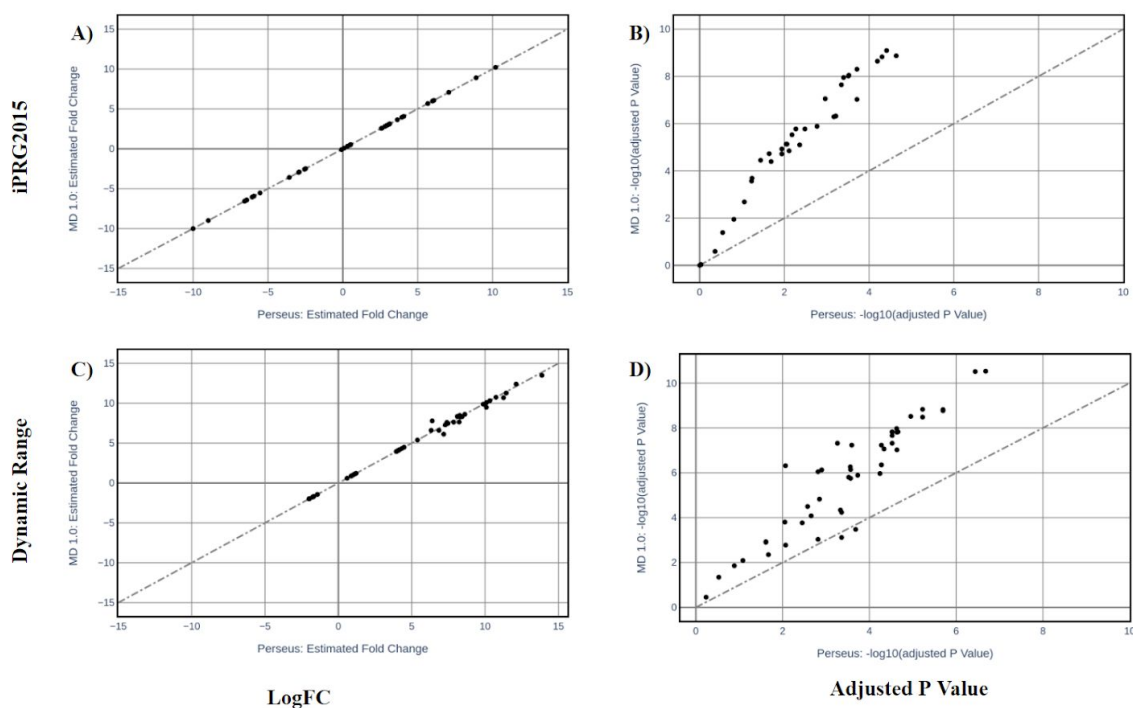 iPRG2015
A)
MD 1.0: Estimated Fold Change
15
10
5
0
−5
−10
−15
−15 −10 −5 0 5 10 15
Perseus: Estimated Fold Change
B)
MD 1.0: -log10(adjusted P Value)
10
8
6
4
2
0
0 2 4 6 8 10
Perseus: -log10(adjusted P Value)
Dynamic Range
C)
MD 1.0: Estimated Fold Change
15
10
5
0
−5
−10
−15
−15 −10 −5 0 5 10 15
Perseus: Estimated Fold Change
D)
MD 1.0: -log10(adjusted P Value)
10
8
6
4
2
0
0 2 4 6 8 10
Perseus: -log10(adjusted P Value)
LogFC
Adjusted P Value